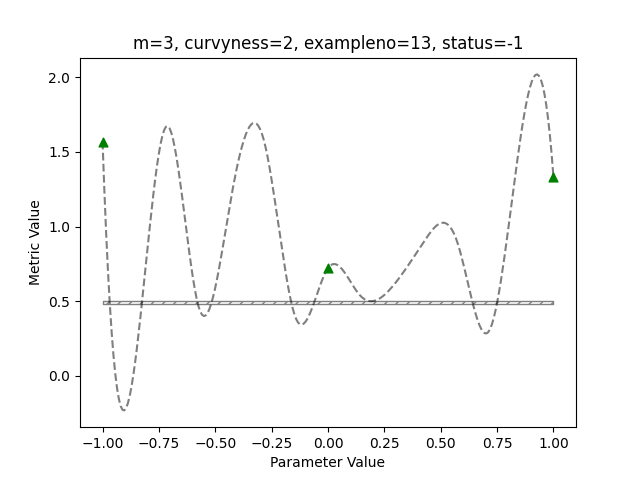 m=3, curvyness=2, exampleno=13, status=-1
Metric Value
2.0
1.5
1.0
0.5
0.0
−1.00 −0.75 −0.50 −0.25 0.00 0.25 0.50 0.75 1.00
Parameter Value